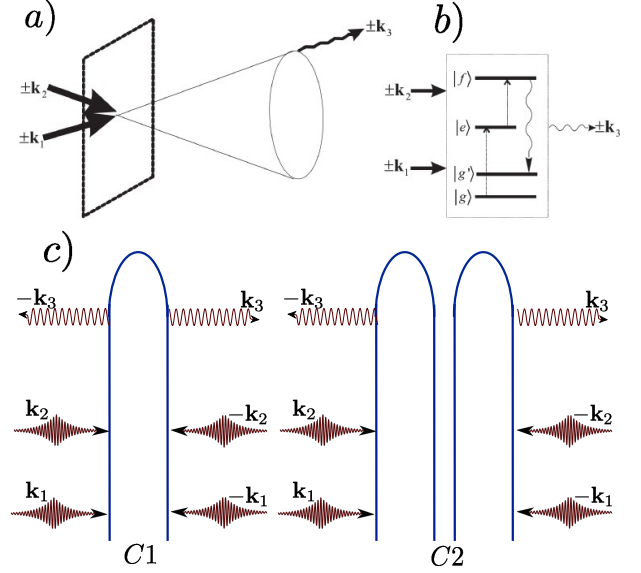 a)
±k₃
±k₂
±k₁
b)
|f⟩
±k₂
|e⟩
±k₃
±k₁
|g'⟩
|g⟩
c)
−k₃
k₃
−k₃
k₃
k₂
−k₂
k₂
−k₂
k₁
−k₁
k₁
−k₁
C1
C2